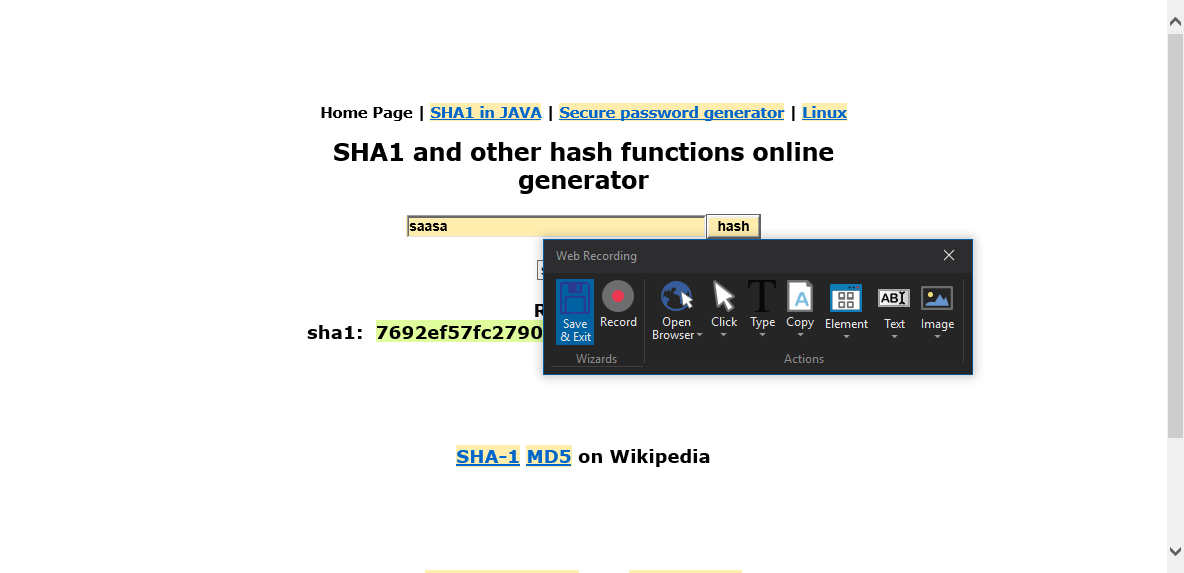 Home Page | SHA1 in JAVA | Secure password generator | Linux
SHA1 and other hash functions online
generator
saasa hash
Web Recording
sha1: 7692ef57fc2790
Save & Exit
Record
Open Browser
Click
Type
Copy
Element
Text
Image
Wizards
Actions
SHA-1 MD5 on Wikipedia